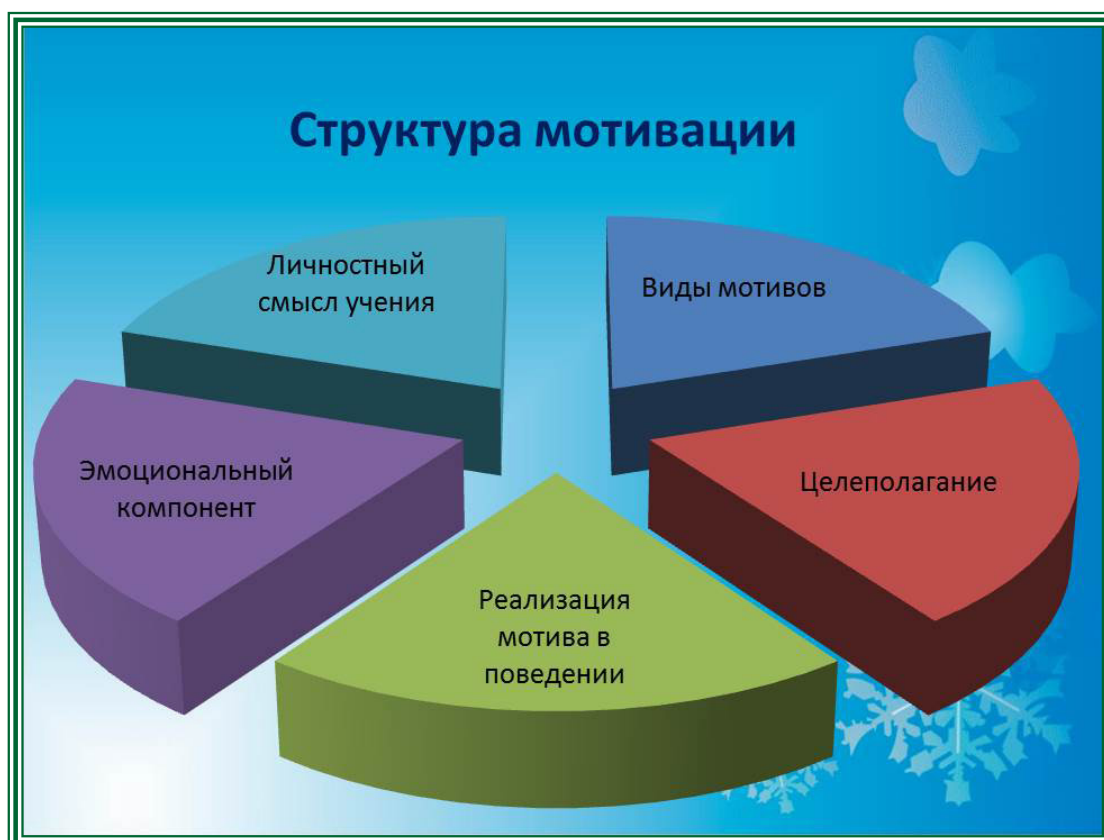 Структура мотивации
Личностный
смысл учения
Виды мотивов
Эмоциональный
компонент
Целеполагание
Реализация
мотива в
поведении